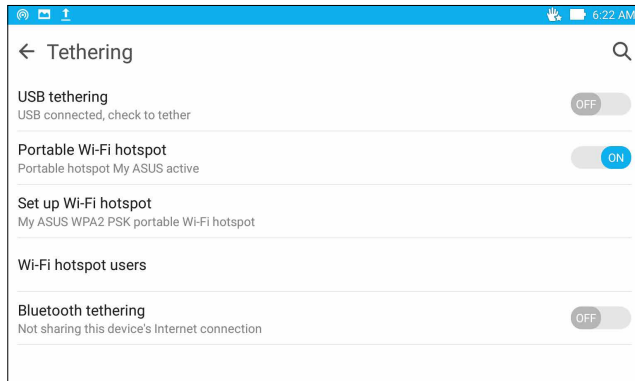 6:22 AM
Tethering
USB tethering
USB connected, check to tether
OFF
Portable Wi-Fi hotspot
Portable hotspot My ASUS active
ON
Set up Wi-Fi hotspot
My ASUS WPA2 PSK portable Wi-Fi hotspot
Wi-Fi hotspot users
Bluetooth tethering
Not sharing this device's Internet connection
OFF